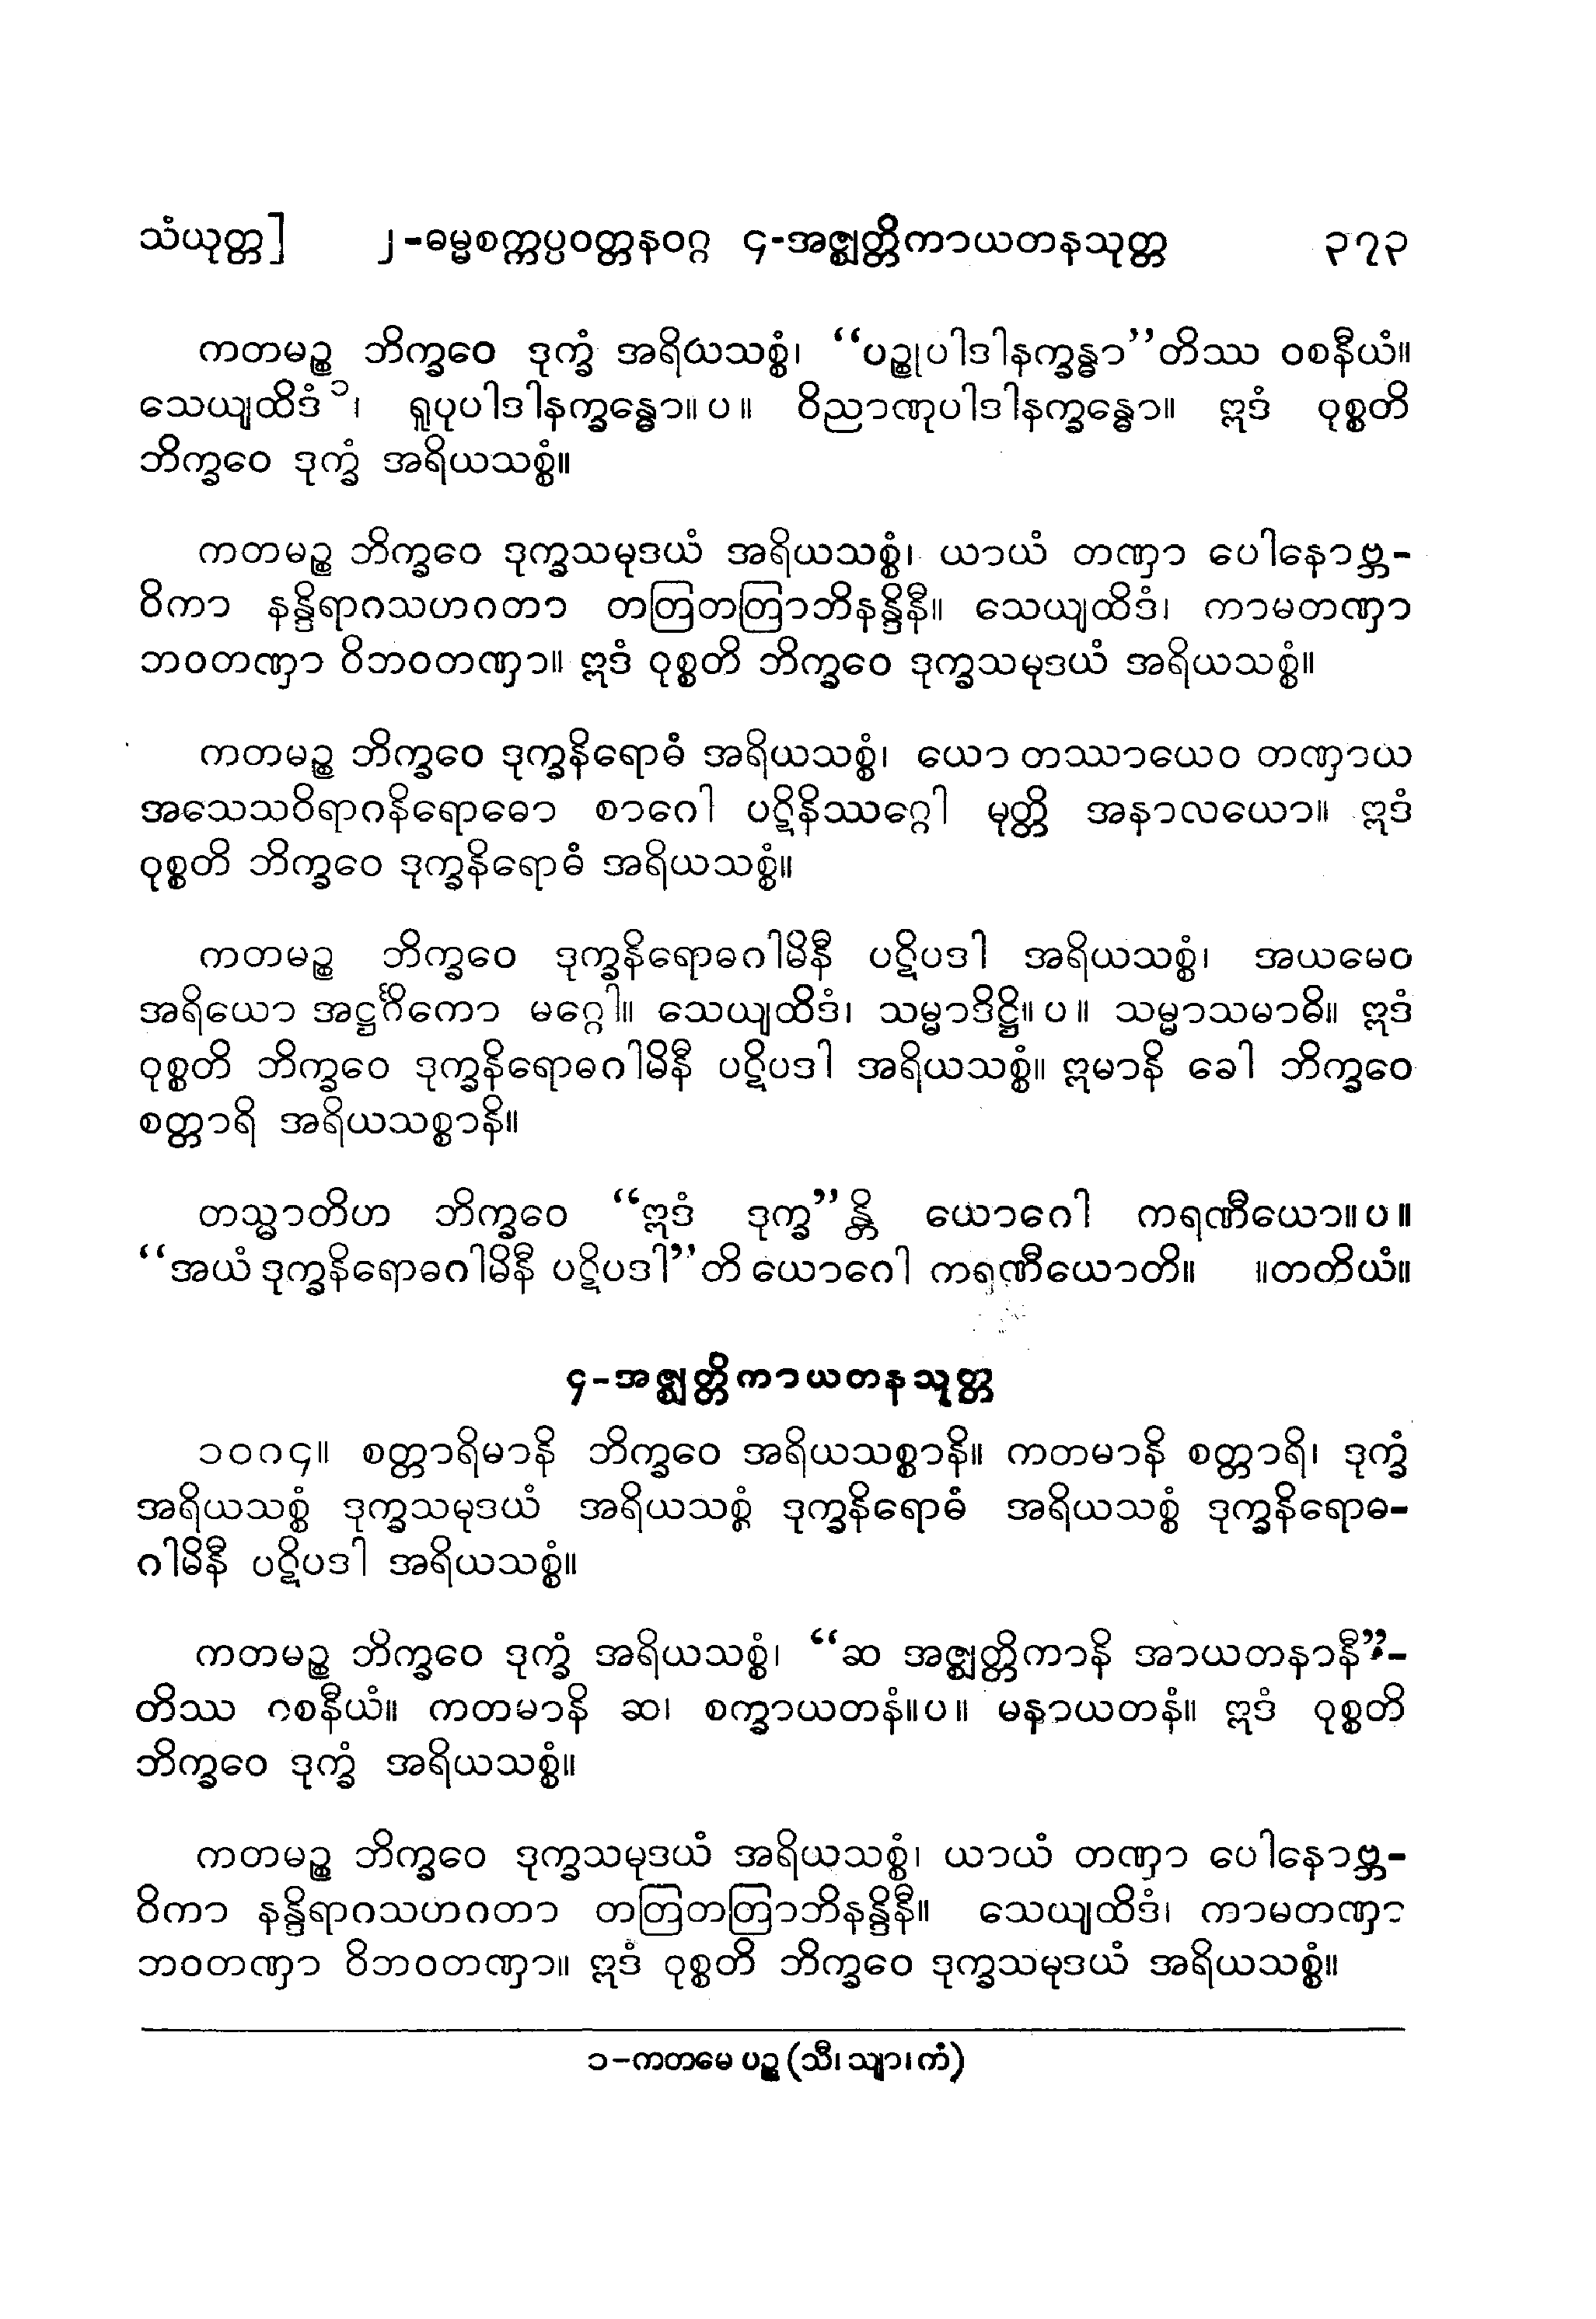 သံယုတ္တ] ၂-ဓမ္မစက္ကပ္ပဝတ္တနဝဂ္ဂ ၄-အဇ္ဈတ္တိကာယတနသုတ္တ ၃၇၃
ကတမဉ္စ ဘိက္ခဝေ ဒုက္ခံ အရိယသစ္စံ၊ “ပဉ္စုပါဒါနက္ခန္ဓာ”တိဿ ဝစနီယံ။
သေယျထိဒံ၁၊ ရူပုပါဒါနက္ခန္ဓော။ပ။ ဝိညာဏုပါဒါနက္ခန္ဓော။ ဣဒံ ဝုစ္စတိ
ဘိက္ခဝေ ဒုက္ခံ အရိယသစ္စံ။
ကတမဉ္စ ဘိက္ခဝေ ဒုက္ခသမုဒယံ အရိယသစ္စံ၊ ယာယံ တဏှာ ပေါနောဗ္ဘ-
ဝိကာ နန္ဒိရာဂသဟဂတာ တတြတတြာဘိနန္ဒိနီ။ သေယျထိဒံ၊ ကာမတဏှာ
ဘဝတဏှာ ဝိဘဝတဏှာ။ ဣဒံ ဝုစ္စတိ ဘိက္ခဝေ ဒုက္ခသမုဒယံ အရိယသစ္စံ။
ကတမဉ္စ ဘိက္ခဝေ ဒုက္ခနိရောဓံ အရိယသစ္စံ၊ ယော တဿာယေဝ တဏှာယ
အသေသဝိရာဂနိရောဓော စာဂေါ ပဋိနိဿဂ္ဂေါ မုတ္တိ အနာလယော။ ဣဒံ
ဝုစ္စတိ ဘိက္ခဝေ ဒုက္ခနိရောဓံ အရိယသစ္စံ။
ကတမဉ္စ ဘိက္ခဝေ ဒုက္ခနိရောဓဂါမိနီ ပဋိပဒါ အရိယသစ္စံ၊ အယမေဝ
အရိယော အဋ္ဌင်္ဂိကော မဂ္ဂေါ။ သေယျထိဒံ၊ သမ္မာဒိဋ္ဌိ။ပ။ သမ္မာသမာဓိ။ ဣဒံ
ဝုစ္စတိ ဘိက္ခဝေ ဒုက္ခနိရောဓဂါမိနီ ပဋိပဒါ အရိယသစ္စံ။ ဣမာနိ ခေါ ဘိက္ခဝေ
စတ္တာရိ အရိယသစ္စာနိ။
တသ္မာတိဟ ဘိက္ခဝေ “ဣဒံ ဒုက္ခ”န္တိ ယောဂေါ ကရဏီယော။ပ။
“အယံ ဒုက္ခနိရောဓဂါမိနီ ပဋိပဒါ”တိ ယောဂေါ ကရဏီယောတိ။ ။တတိယံ။
၄-အဇ္ဈတ္တိကာယတနသုတ္တ
၁၀၈၄။ စတ္တာရိမာနိ ဘိက္ခဝေ အရိယသစ္စာနိ။ ကတမာနိ စတ္တာရိ၊ ဒုက္ခံ
အရိယသစ္စံ ဒုက္ခသမုဒယံ အရိယသစ္စံ ဒုက္ခနိရောဓံ အရိယသစ္စံ ဒုက္ခနိရောဓ-
ဂါမိနီ ပဋိပဒါ အရိယသစ္စံ။
ကတမဉ္စ ဘိက္ခဝေ ဒုက္ခံ အရိယသစ္စံ၊ “ဆ အဇ္ဈတ္တိကာနိ အာယတနာနီ”-
တိဿ ဝစနီယံ။ ကတမာနိ ဆ၊ စက္ခာယတနံ။ပ။ မနာယတနံ။ ဣဒံ ဝုစ္စတိ
ဘိက္ခဝေ ဒုက္ခံ အရိယသစ္စံ။
ကတမဉ္စ ဘိက္ခဝေ ဒုက္ခသမုဒယံ အရိယသစ္စံ၊ ယာယံ တဏှာ ပေါနောဗ္ဘ-
ဝိကာ နန္ဒိရာဂသဟဂတာ တတြတတြာဘိနန္ဒိနီ။ သေယျထိဒံ၊ ကာမတဏှာ
ဘဝတဏှာ ဝိဘဝတဏှာ။ ဣဒံ ဝုစ္စတိ ဘိက္ခဝေ ဒုက္ခသမုဒယံ အရိယသစ္စံ။
၁-ကတမေ ပဉ္စ (သီ၊ သျာ၊ ကံ)